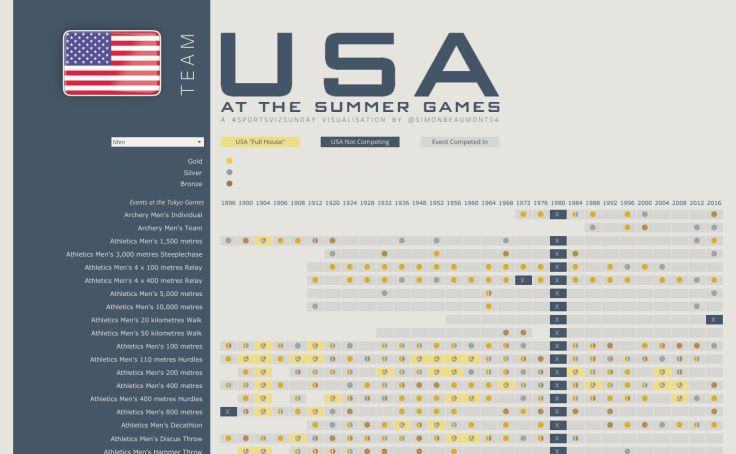 TEAM
USA
AT THE SUMMER GAMES
A #SPORTSVIZSUNDAY VISUALISATION BY @SIMONBEAUMONT04
Men
USA "Full House"
USA Not Competing
Event Competed In
Gold
Silver
Bronze
Events at the Tokyo Games
1896 1900 1904 1906 1908 1912 1920 1924 1928 1932 1936 1948 1952 1956 1960 1964 1968 1972 1976 1980 1984 1988 1992 1996 2000 2004 2008 2012 2016
Archery Men's Individual X
Archery Men's Team X
Athletics Men's 1,500 metres X
Athletics Men's 3,000 metres Steeplechase X
Athletics Men's 4 x 100 metres Relay X
Athletics Men's 4 x 400 metres Relay X X
Athletics Men's 5,000 metres X
Athletics Men's 10,000 metres X
Athletics Men's 20 kilometres Walk X X
Athletics Men's 50 kilometres Walk X
Athletics Men's 100 metres X
Athletics Men's 110 metres Hurdles X
Athletics Men's 200 metres X
Athletics Men's 400 metres X
Athletics Men's 400 metres Hurdles X
Athletics Men's 800 metres X X
Athletics Men's Decathlon X
Athletics Men's Discus Throw X
Athletics Men's Hammer Throw X